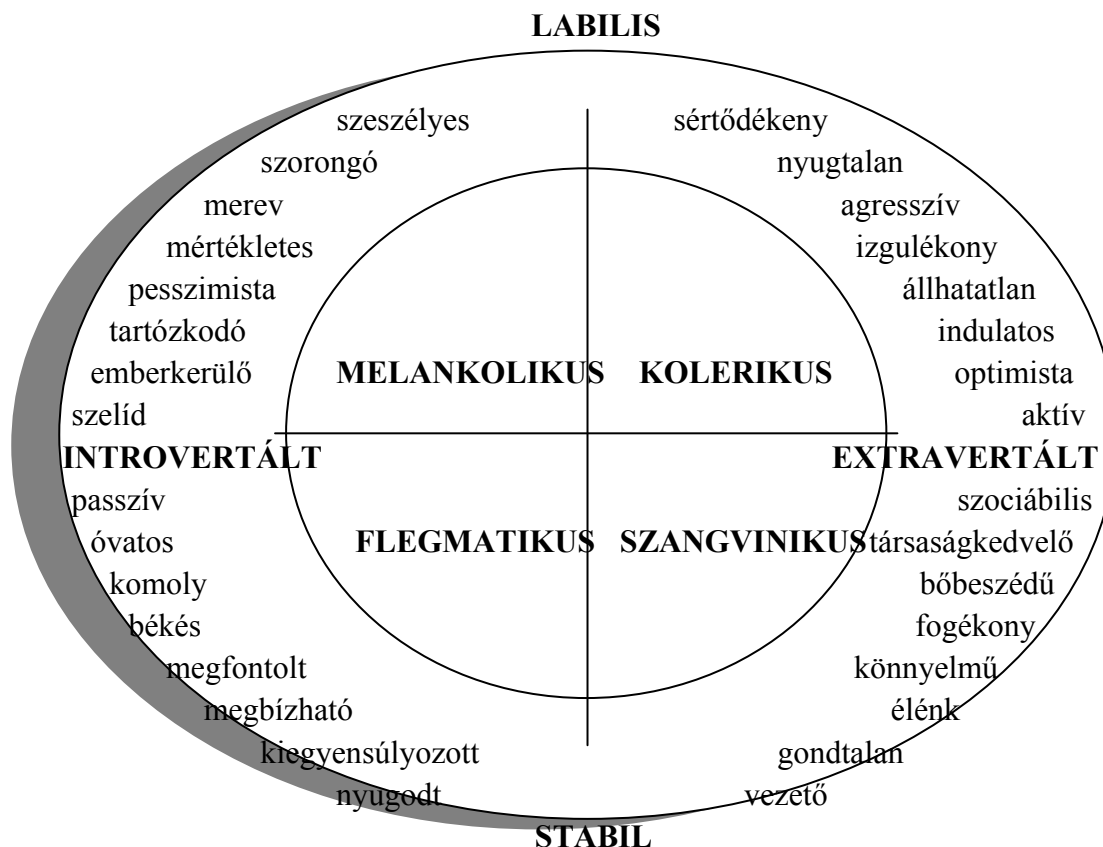 LABILIS
szeszélyes sértődékeny
szorongó nyugtalan
merev agresszív
mértékletes izgulékony
pesszimista állhatatlan
tartózkodó indulatos
emberkerülő MELANKOLIKUS KOLERIKUS optimista
szelíd aktív
INTROVERTÁLT EXTRAVERTÁLT
passzív szociábilis
óvatos FLEGMATIKUS SZANGVINIKUS társaságkedvelő
komoly bőbeszédű
békés fogékony
megfontolt könnyelmű
megbízható élénk
kiegyensúlyozott gondtalan
nyugodt vezető
STABIL